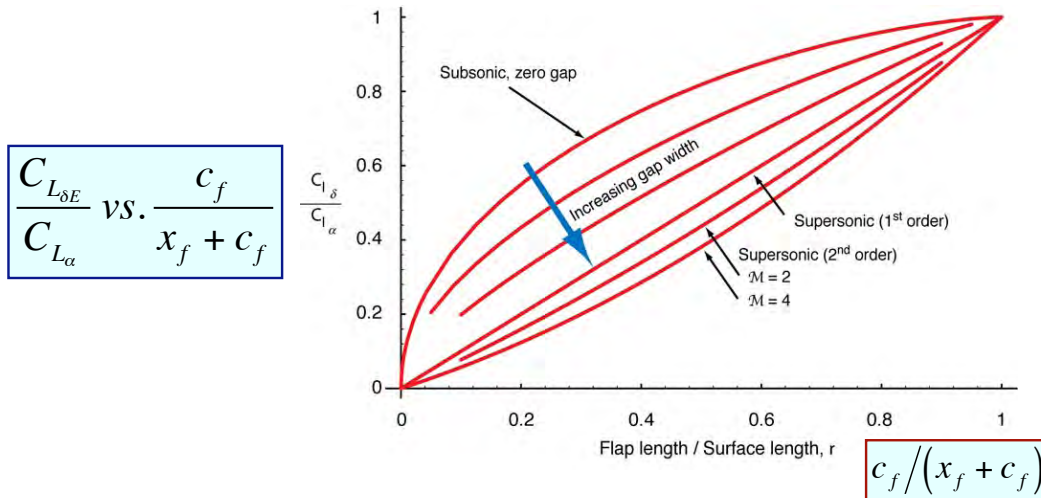 C_{L_{δE}} / C_{L_α} vs. c_f / (x_f + c_f)
C_{l_δ} / C_{l_α}
1
0.8
0.6
0.4
0.2
0
Subsonic, zero gap
Increasing gap width
Supersonic (1st order)
Supersonic (2nd order)
ℳ = 2
ℳ = 4
0 0.2 0.4 0.6 0.8 1
Flap length / Surface length, r
c_f/(x_f + c_f)